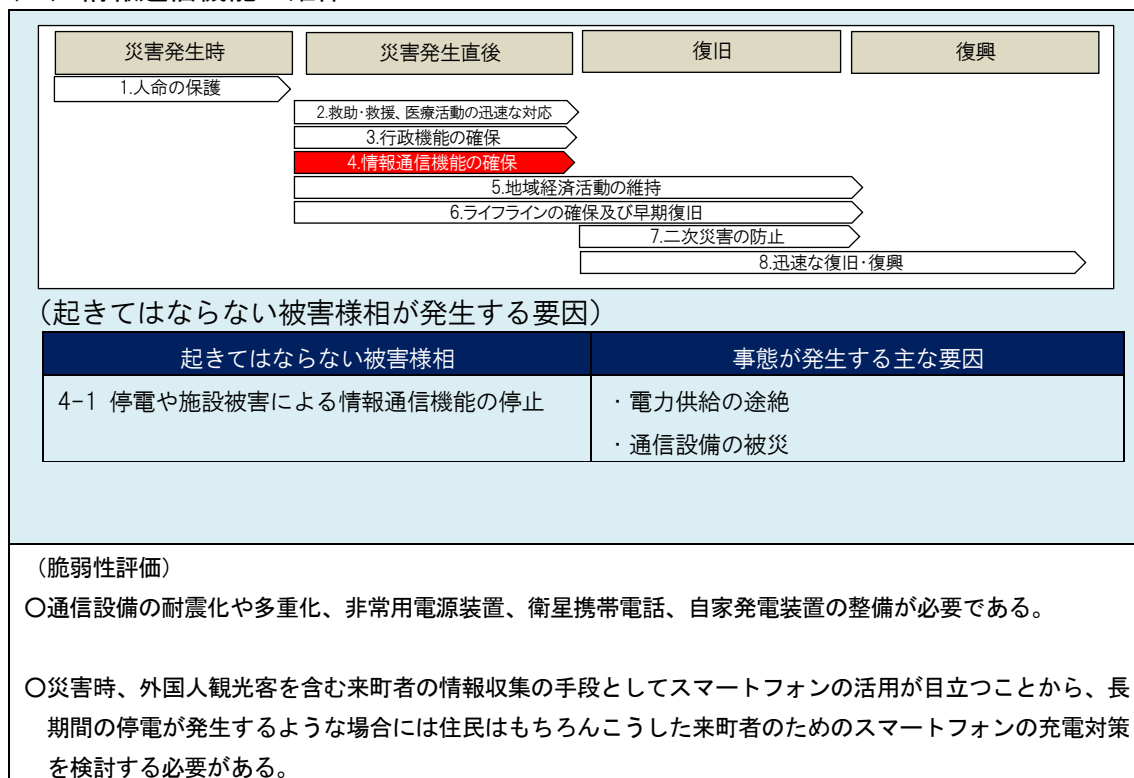 災害発生時 災害発生直後 復旧 復興
1.人命の保護
2.救助・救援、医療活動の迅速な対応
3.行政機能の確保
4.情報通信機能の確保
5.地域経済活動の維持
6.ライフラインの確保及び早期復旧
7.二次災害の防止
8.迅速な復旧・復興
（起きてはならない被害様相が発生する要因）
起きてはならない被害様相 事態が発生する主な要因
4-1 停電や施設被害による情報通信機能の停止 ・電力供給の途絶
・通信設備の被災
（脆弱性評価）
〇通信設備の耐震化や多重化、非常用電源装置、衛星携帯電話、自家発電装置の整備が必要である。
〇災害時、外国人観光客を含む来町者の情報収集の手段としてスマートフォンの活用が目立つことから、長
期間の停電が発生するような場合には住民はもちろんこうした来町者のためのスマートフォンの充電対策
を検討する必要がある。